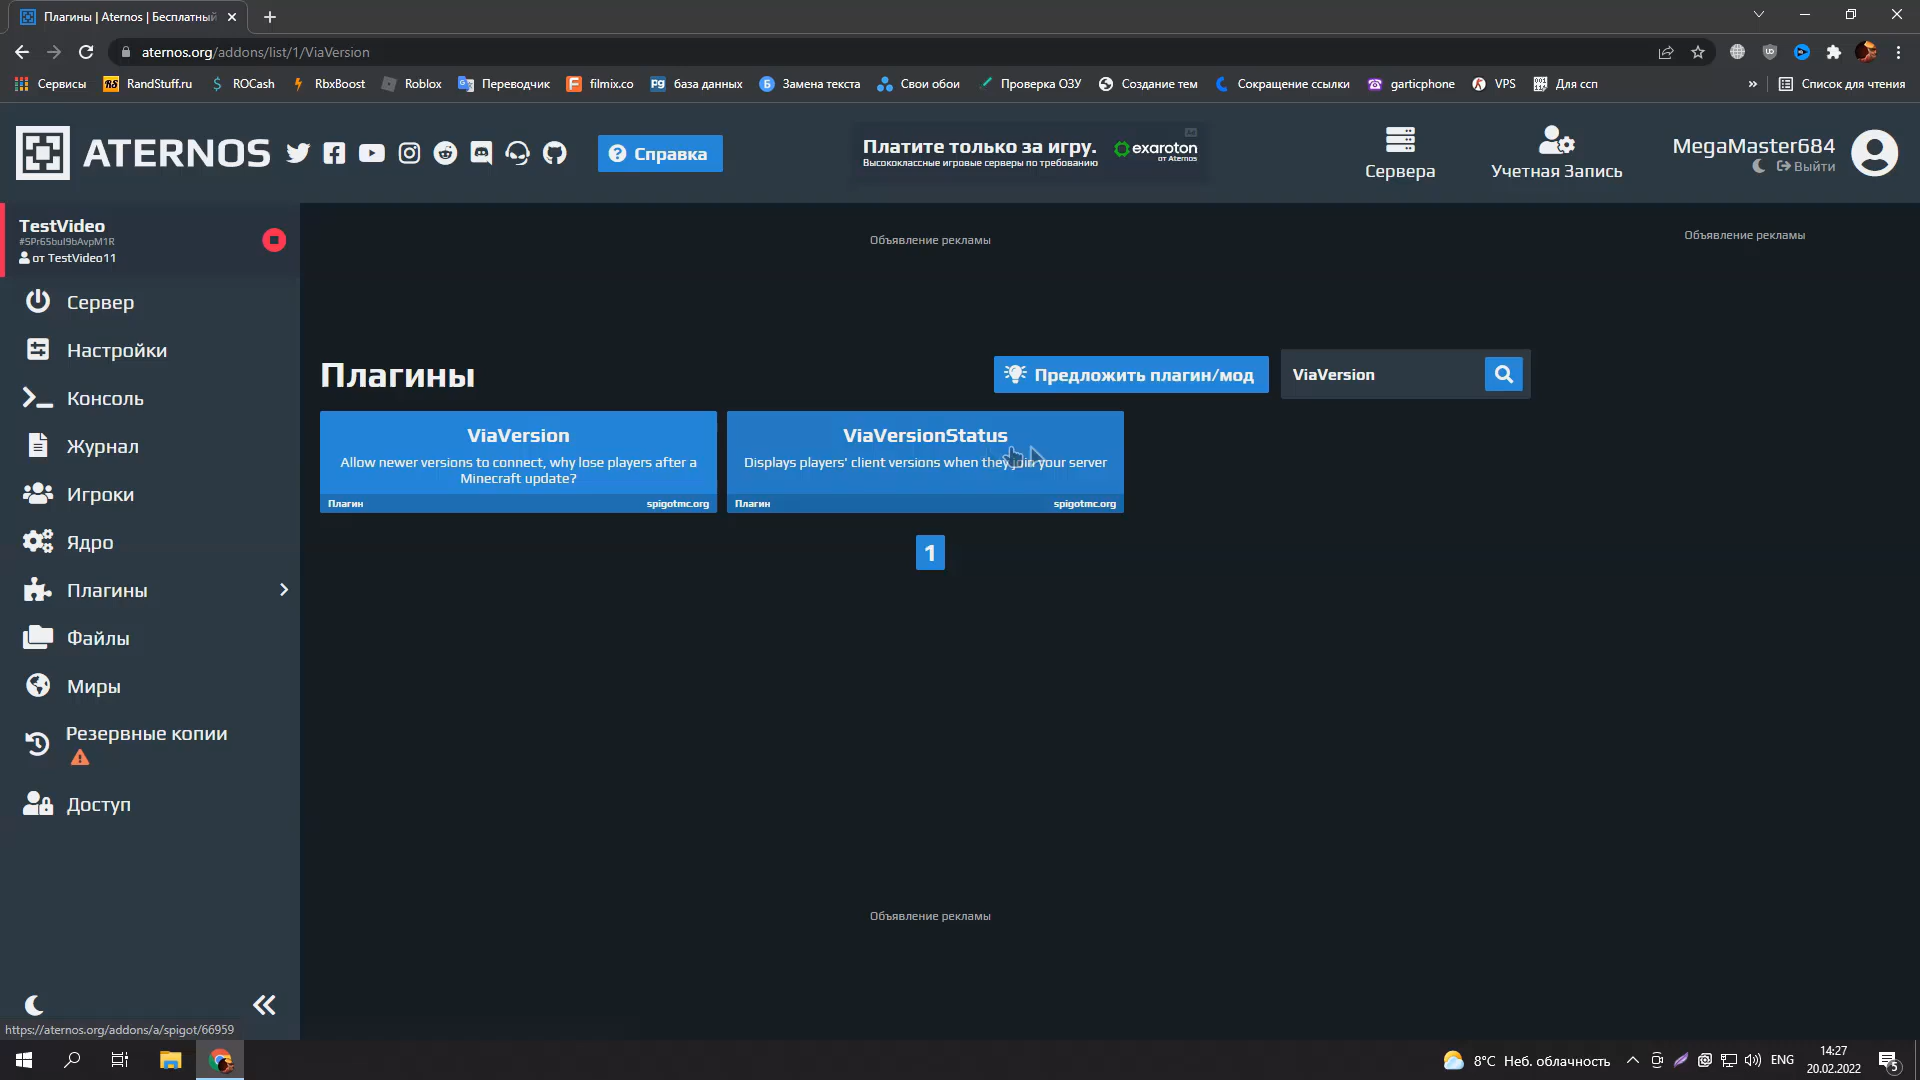 Плагины | Aternos | Бесплатный
aternos.org/addons/list/1/ViaVersion
Сервисы
RandStuff.ru
ROCash
RbxBoost
Roblox
Переводчик
filmix.co
база данных
Замена текста
Свои обои
Проверка ОЗУ
Создание тем
Сокращение ссылки
garticphone
VPS
Для ссп
Список для чтения
ATERNOS
Справка
Платите только за игру.
Высококлассные игровые серверы по требованию
exaroton
от Aternos
Ad
Сервера
Учетная Запись
MegaMaster684
Выйти
TestVideo
от TestVideo11
Сервер
Настройки
Консоль
Журнал
Игроки
Ядро
Плагины
Файлы
Миры
Резервные копии
Доступ
Объявление рекламы
Объявление рекламы
Плагины
Предложить плагин/мод
ViaVersion
ViaVersion
Allow newer versions to connect, why lose players after a
Minecraft update?
Плагин
spigotmc.org
ViaVersionStatus
Displays players' client versions when they join your server
Плагин
spigotmc.org
1
Объявление рекламы
https://aternos.org/addons/a/spigot/66959
8°C Неб. облачность
ENG
14:27
20.02.2022
5